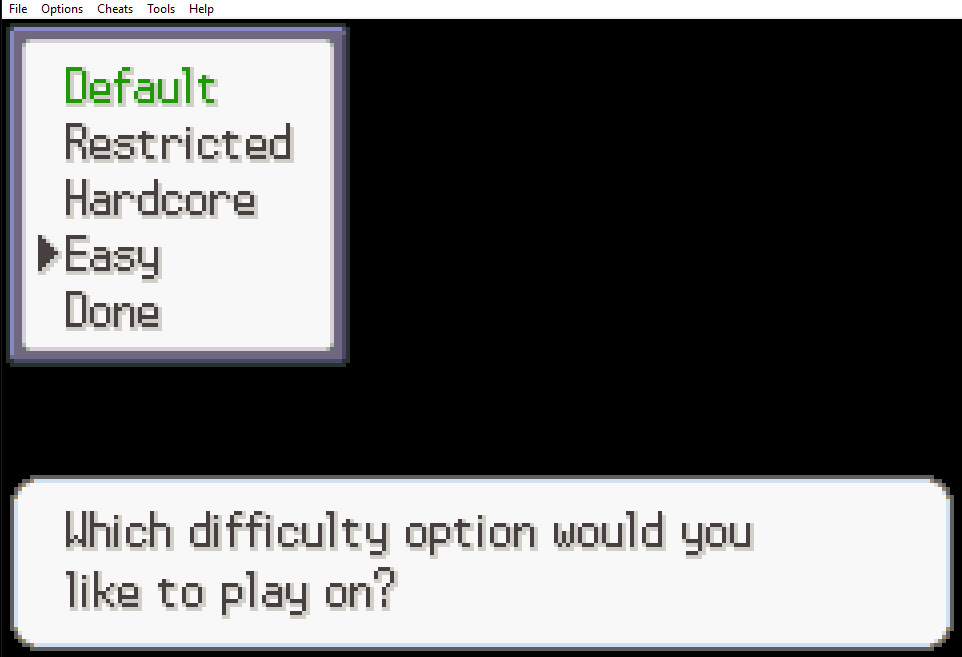 File Options Cheats Tools Help
Default
Restricted
Hardcore
Easy
Done
Which difficulty option would you
like to play on?